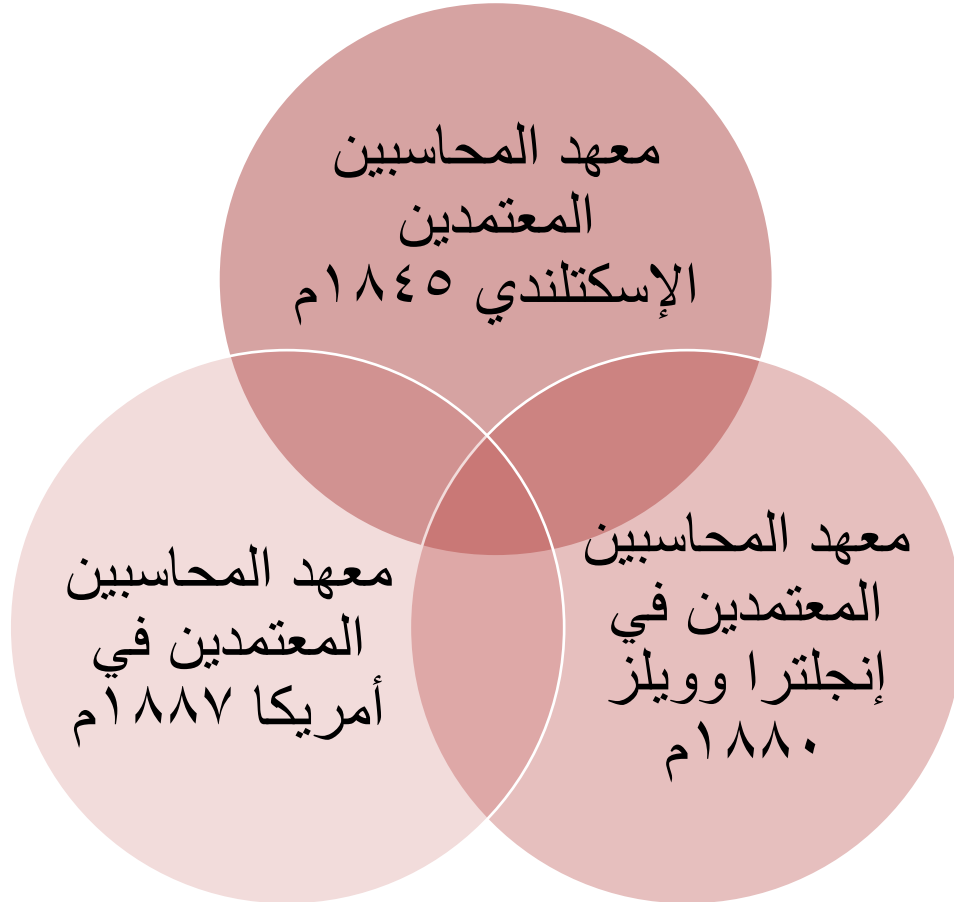 معهد المحاسبين
المعتمدين
الإسكتلندي ١٨٤٥م
معهد المحاسبين
المعتمدين في
إنجلترا وويلز
١٨٨٠م
معهد المحاسبين
المعتمدين في
أمريكا ١٨٨٧م